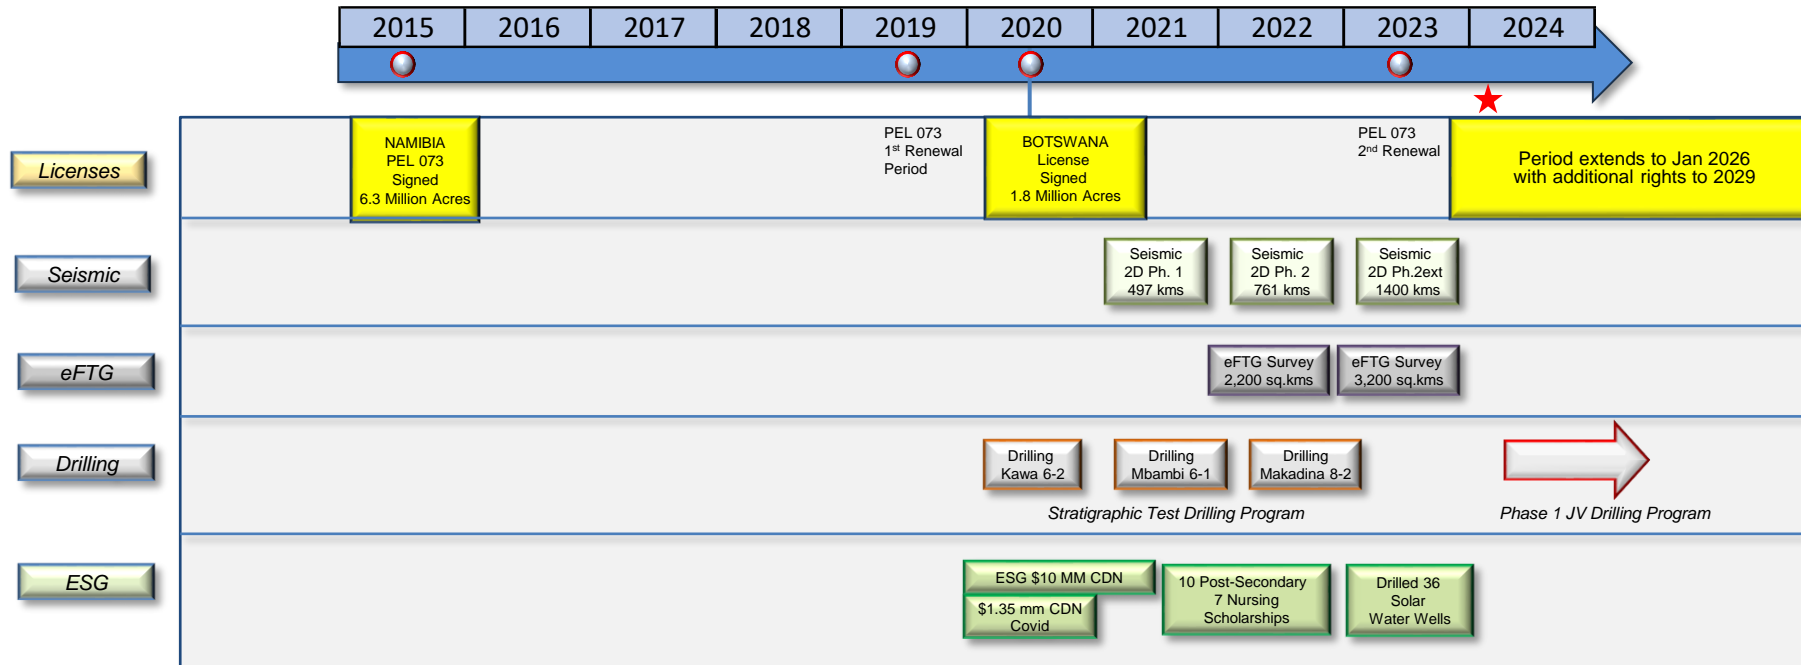 2015 2016 2017 2018 2019 2020 2021 2022 2023 2024
Licenses
NAMIBIA
PEL 073
Signed
6.3 Million Acres
PEL 073
1st Renewal
Period
BOTSWANA
License
Signed
1.8 Million Acres
PEL 073
2nd Renewal
Period extends to Jan 2026
with additional rights to 2029
Seismic
Seismic
2D Ph. 1
497 kms
Seismic
2D Ph. 2
761 kms
Seismic
2D Ph.2ext
1400 kms
eFTG
eFTG Survey
2,200 sq.kms
eFTG Survey
3,200 sq.kms
Drilling
Drilling
Kawa 6-2
Drilling
Mbambi 6-1
Drilling
Makadina 8-2
Stratigraphic Test Drilling Program
Phase 1 JV Drilling Program
ESG
ESG $10 MM CDN
$1.35 mm CDN
Covid
10 Post-Secondary
7 Nursing
Scholarships
Drilled 36
Solar
Water Wells